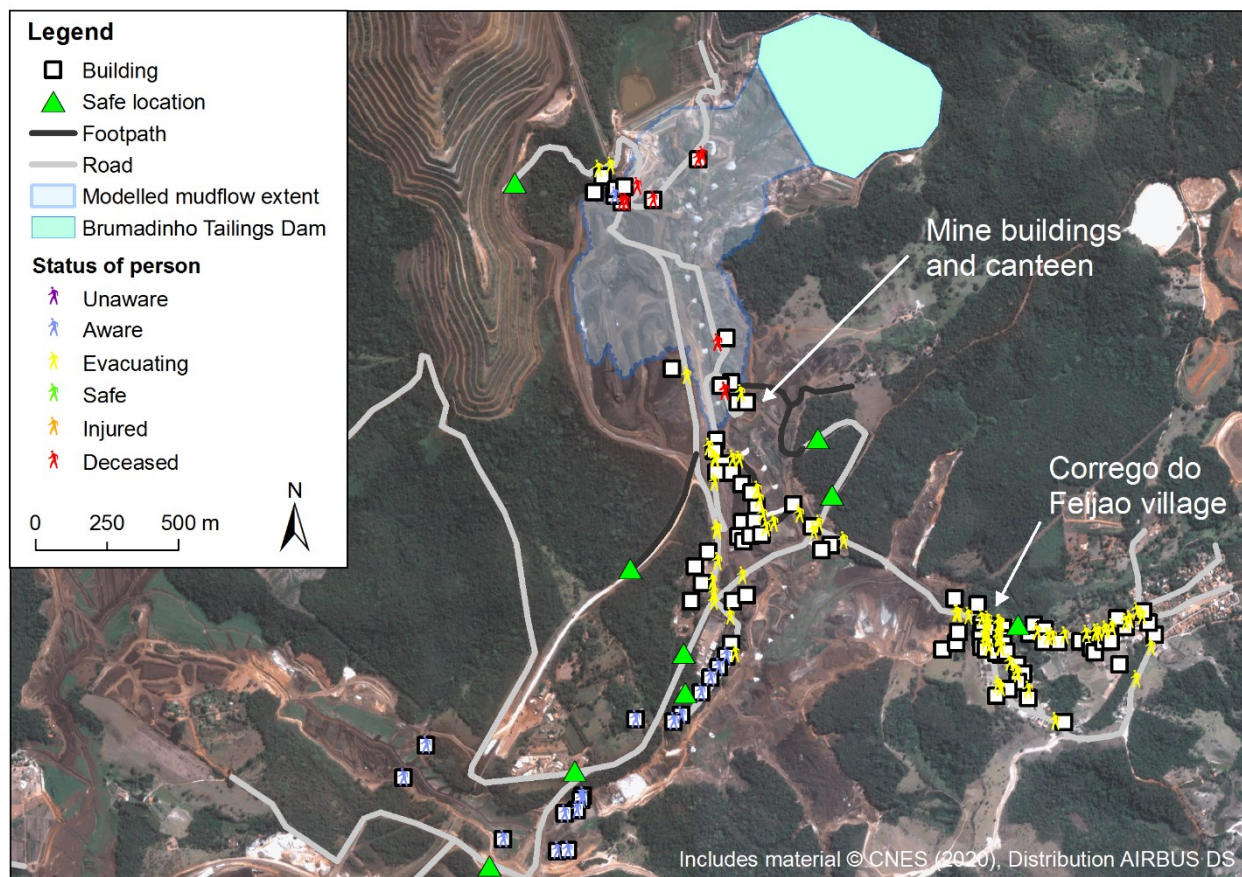 Legend
Building
Safe location
Footpath
Road
Modelled mudflow extent
Brumadinho Tailings Dam
Status of person
Unaware
Aware
Evacuating
Safe
Injured
Deceased
N
0 250 500 m
Mine buildings
and canteen
Corrego do
Feijao village
Includes material © CNES (2020), Distribution AIRBUS DS